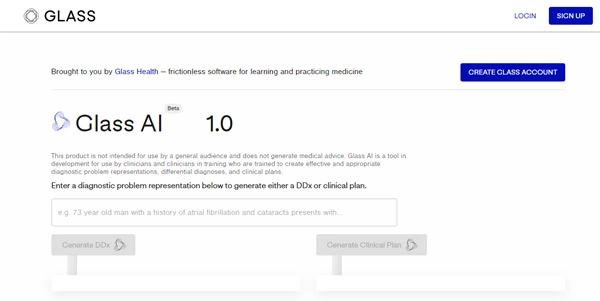 GLASS
LOGIN
SIGN UP
Brought to you by Glass Health – frictionless software for learning and practicing medicine
CREATE GLASS ACCOUNT
Glass AI
Beta
1.0
This product is not intended for use by a general audience and does not generate medical advice. Glass AI is a tool in
development for use by clinicians and clinicians in training who are trained to create effective and appropriate
diagnostic problem representations, differential diagnoses, and clinical plans.
Enter a diagnostic problem representation below to generate either a DDx or clinical plan.
e.g. 73 year old man with a history of atrial fibrillation and cataracts presents with...
Generate DDx
Generate Clinical Plan